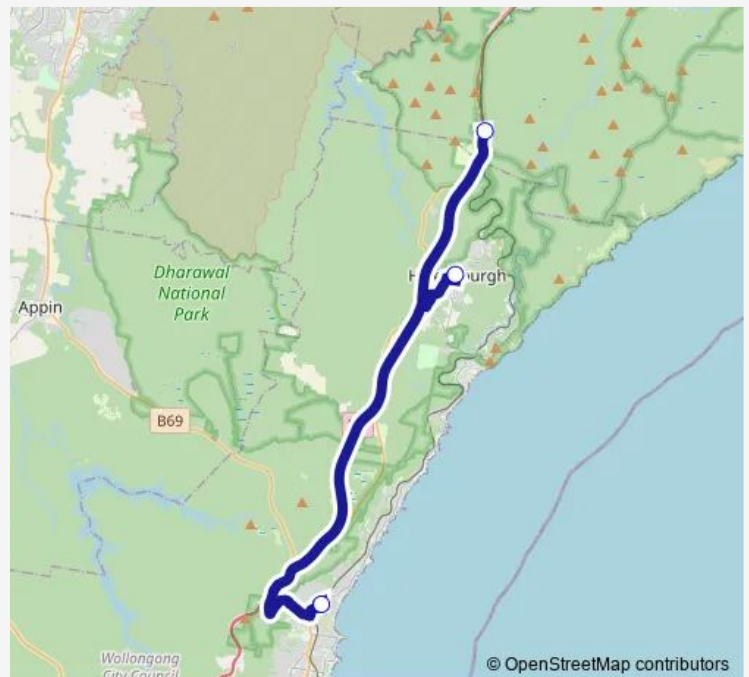 Dharawal
National
Park
Appin
B69
Wollongong
City Council
© OpenStreetMap contributors